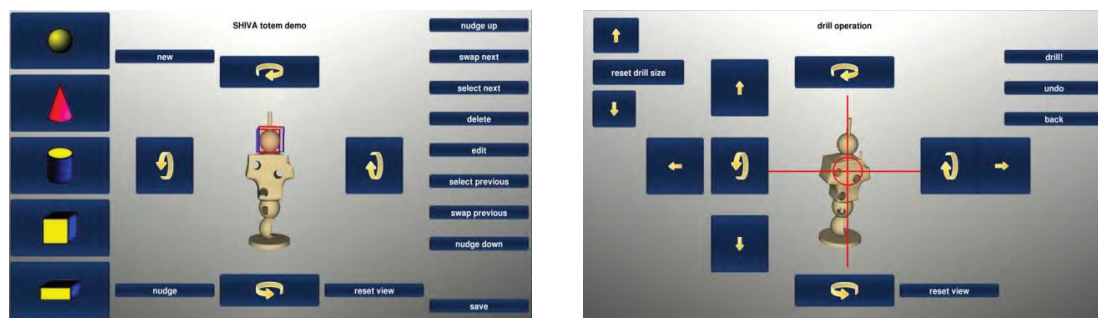 SHIVA totem demo
new
nudge up
swap next
select next
delete
edit
select previous
swap previous
nudge down
nudge
reset view
save
drill operation
reset drill size
drill!
undo
back
reset view